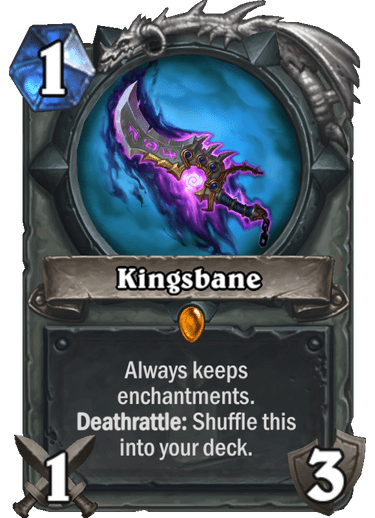 1
Kingsbane
Always keeps
enchantments.
Deathrattle: Shuffle this
into your deck.
1
3